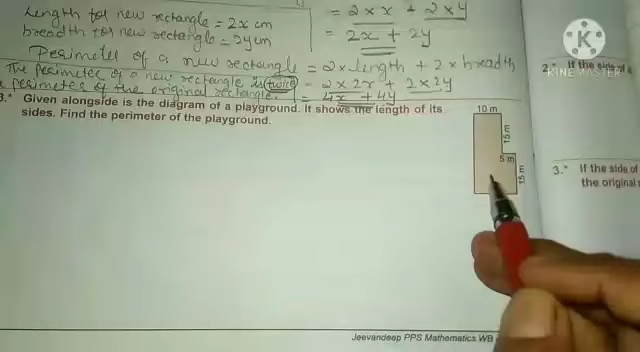 Length for new rectangle = 2x cm
breadth for new rectangle = 2y cm
= 2 × x + 2 × y
= 2x + 2y
Perimeter of a new rectangle = 2 × length + 2 × breadth
The perimeter of a new rectangle is twice = 2 × 2x + 2 × 2y
perimeter of the original rectangle. = 4x + 4y
3.* Given alongside is the diagram of a playground. It shows the length of its
sides. Find the perimeter of the playground.
10 m
15 m
5 m
15 m
Jeevandeep PPS Mathematics WB
2.* If the side of
KINEMASTER
3.* If the side of
the original